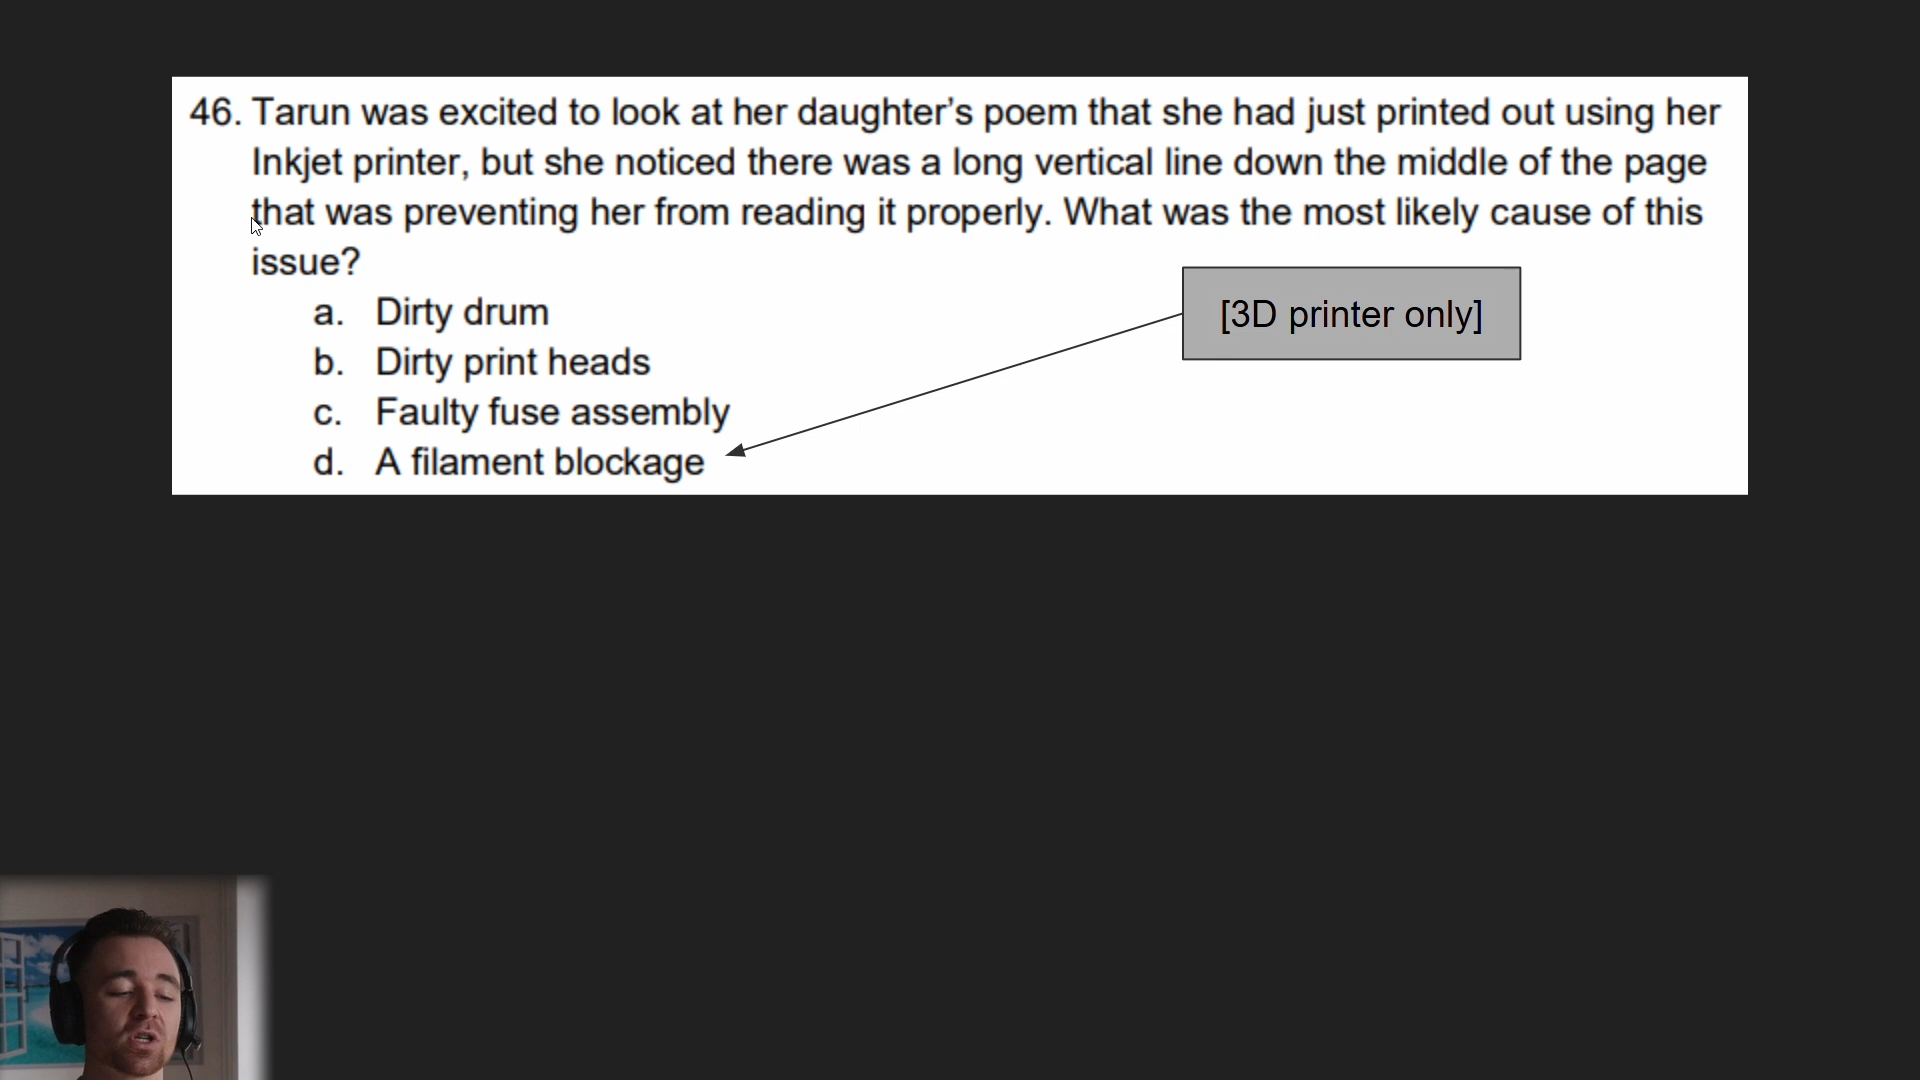 46. Tarun was excited to look at her daughter's poem that she had just printed out using her
Inkjet printer, but she noticed there was a long vertical line down the middle of the page
that was preventing her from reading it properly. What was the most likely cause of this
issue?
[3D printer only]
a. Dirty drum
b. Dirty print heads
c. Faulty fuse assembly
d. A filament blockage